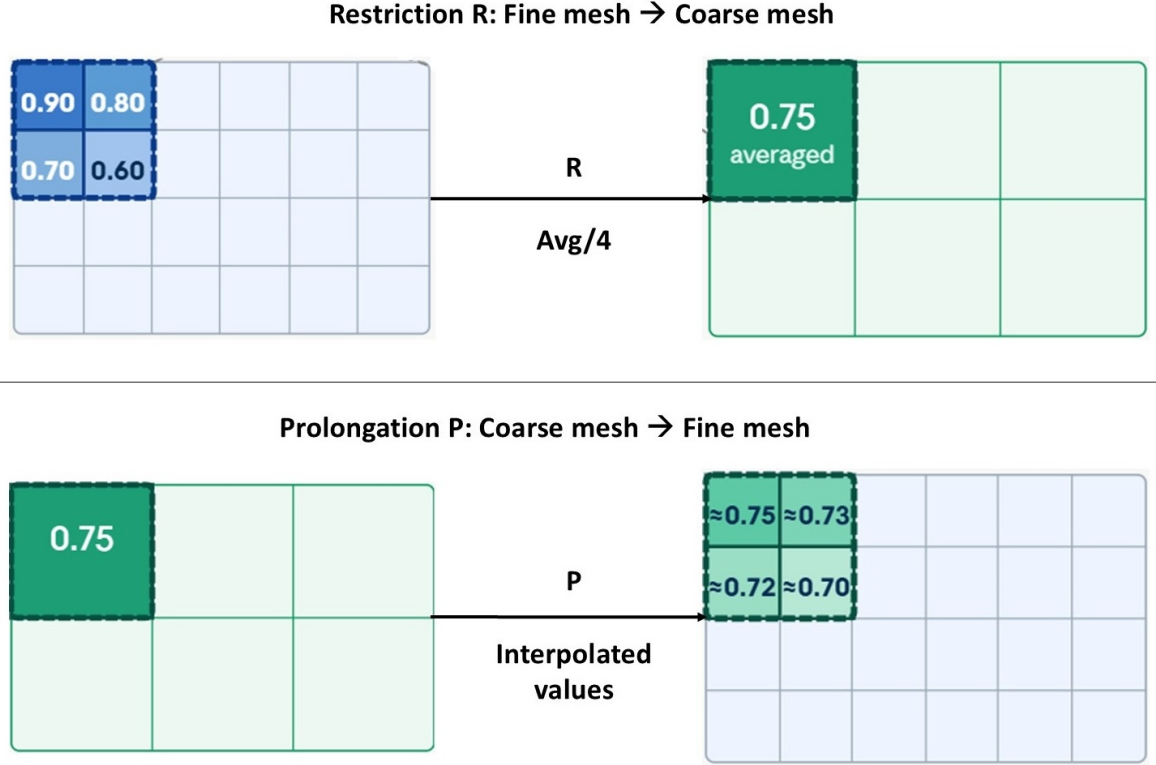 Restriction R: Fine mesh → Coarse mesh
0.90 0.80
0.70 0.60
R
Avg/4
0.75
averaged
Prolongation P: Coarse mesh → Fine mesh
0.75
P
Interpolated
values
≈0.75 ≈0.73
≈0.72 ≈0.70